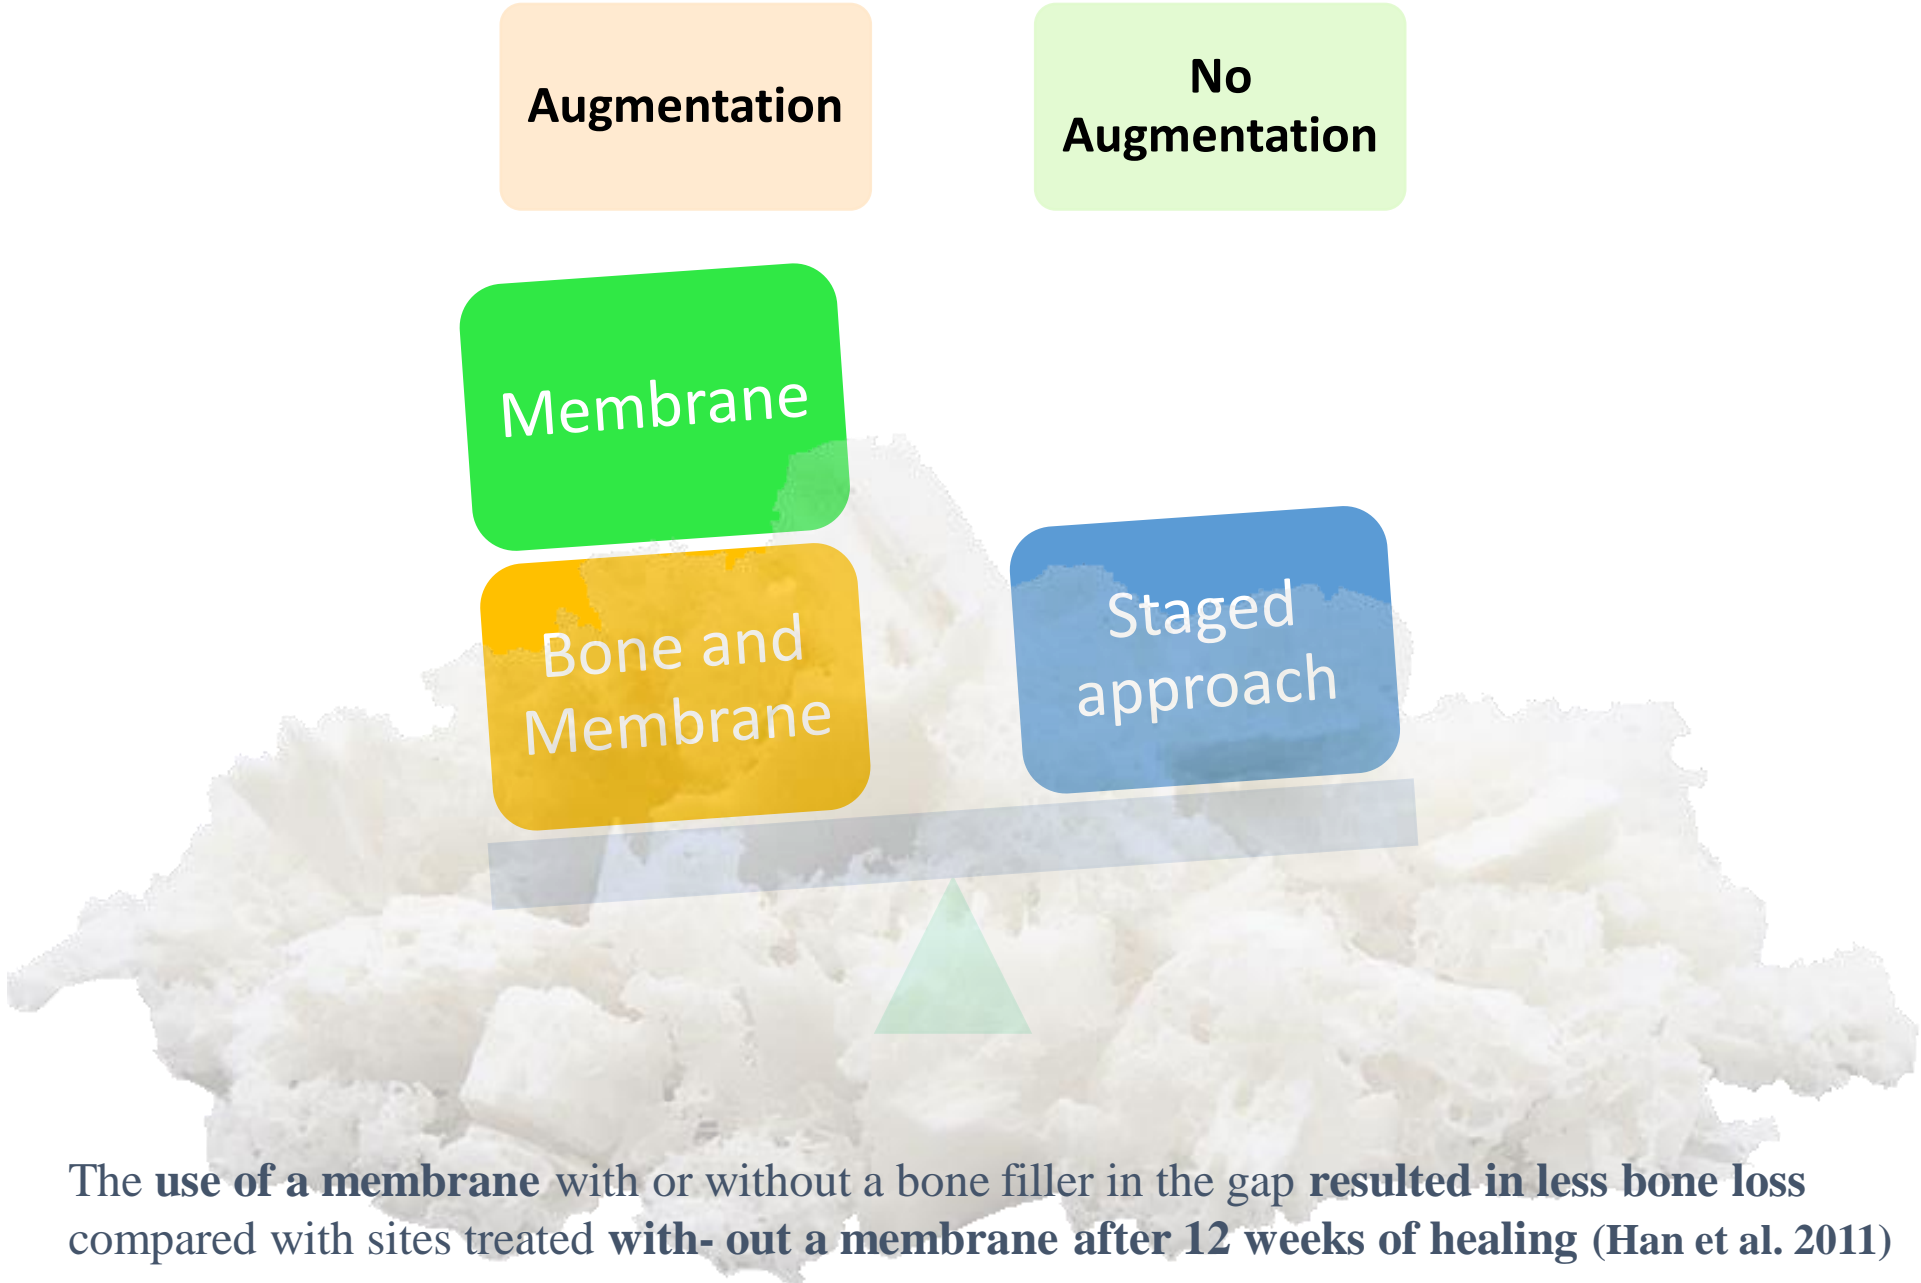 Augmentation
No
Augmentation
Membrane
Bone and
Membrane
Staged
approach
The use of a membrane with or without a bone filler in the gap resulted in less bone loss
compared with sites treated with- out a membrane after 12 weeks of healing (Han et al. 2011)